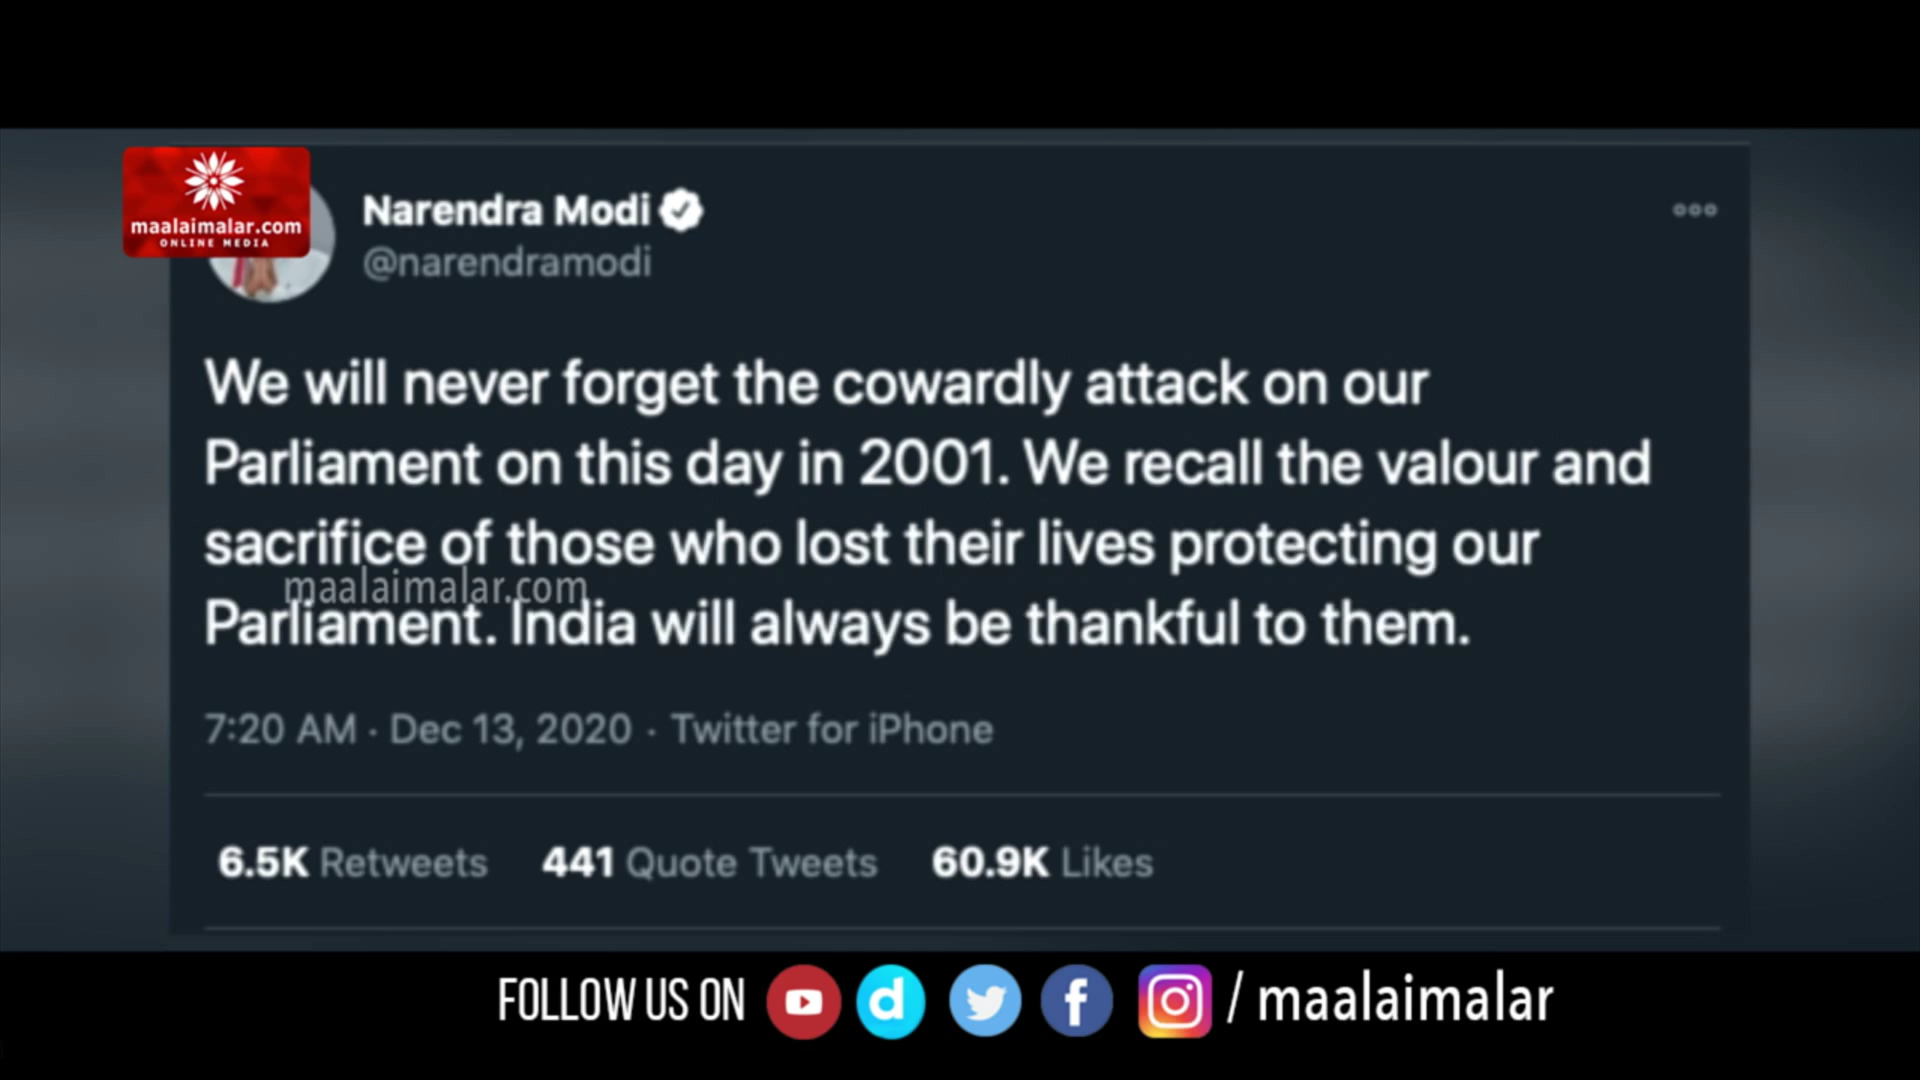 maalaimalar.com
ONLINE MEDIA
Narendra Modi
@narendramodi
We will never forget the cowardly attack on our
Parliament on this day in 2001. We recall the valour and
sacrifice of those who lost their lives protecting our
maalaimalar.com
Parliament. India will always be thankful to them.
7:20 AM · Dec 13, 2020 · Twitter for iPhone
6.5K Retweets 441 Quote Tweets 60.9K Likes
FOLLOW US ON d f / maalaimalar